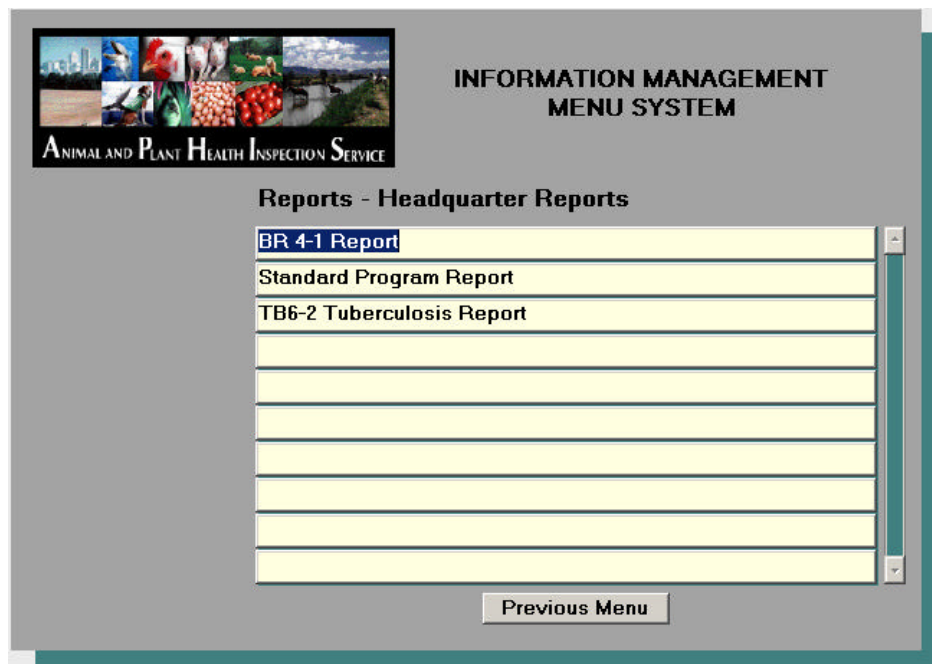 INFORMATION MANAGEMENT
MENU SYSTEM
ANIMAL AND PLANT HEALTH INSPECTION SERVICE
Reports - Headquarter Reports
BR 4-1 Report
Standard Program Report
TB6-2 Tuberculosis Report
Previous Menu